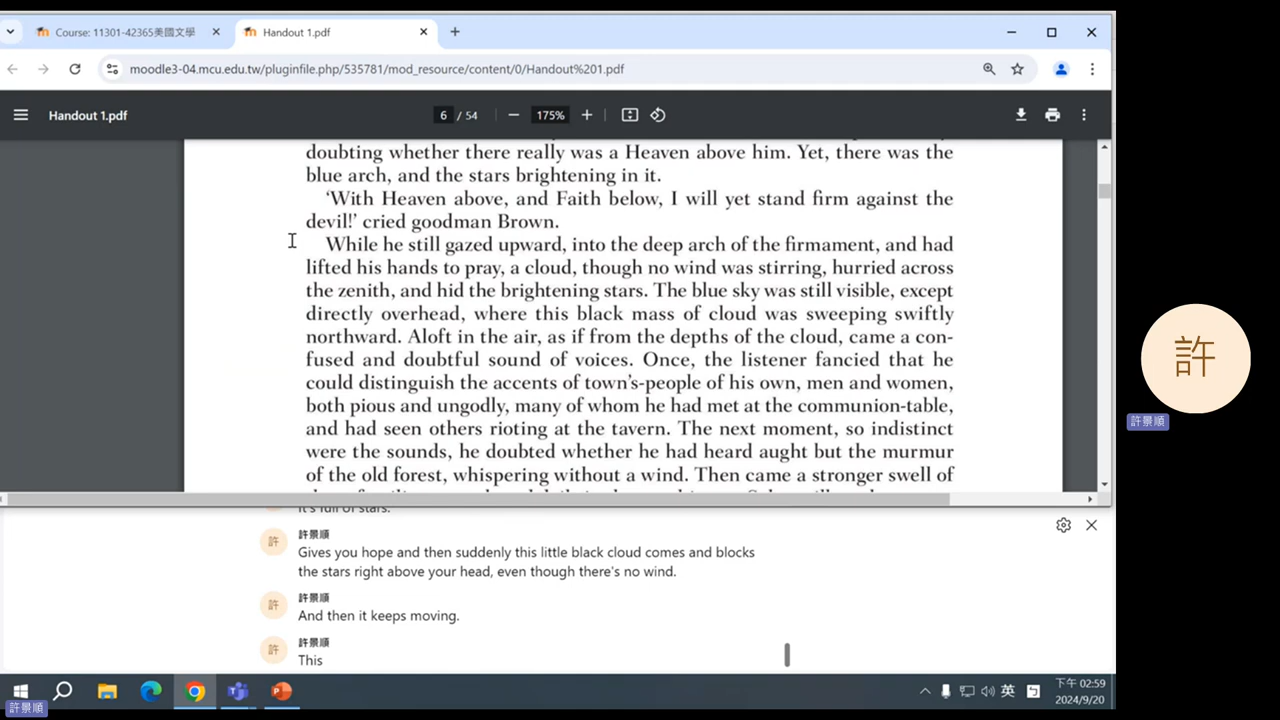 Course: 11301-42365美國文學
Handout 1.pdf
moodle3-04.mcu.edu.tw/pluginfile.php/535781/mod_resource/content/0/Handout%201.pdf
Handout 1.pdf
6 / 54
175%
doubting whether there really was a Heaven above him. Yet, there was the
blue arch, and the stars brightening in it.
‘With Heaven above, and Faith below, I will yet stand firm against the
devil!’ cried goodman Brown.
While he still gazed upward, into the deep arch of the firmament, and had
lifted his hands to pray, a cloud, though no wind was stirring, hurried across
the zenith, and hid the brightening stars. The blue sky was still visible, except
directly overhead, where this black mass of cloud was sweeping swiftly
northward. Aloft in the air, as if from the depths of the cloud, came a con-
fused and doubtful sound of voices. Once, the listener fancied that he
could distinguish the accents of town’s-people of his own, men and women,
both pious and ungodly, many of whom he had met at the communion-table,
and had seen others rioting at the tavern. The next moment, so indistinct
were the sounds, he doubted whether he had heard aught but the murmur
of the old forest, whispering without a wind. Then came a stronger swell of
It's full of stars.
許景順
許
Gives you hope and then suddenly this little black cloud comes and blocks
the stars right above your head, even though there's no wind.
許景順
許
And then it keeps moving.
許景順
許
This
許
許景順
英
下午 02:59
2024/9/20
許景順